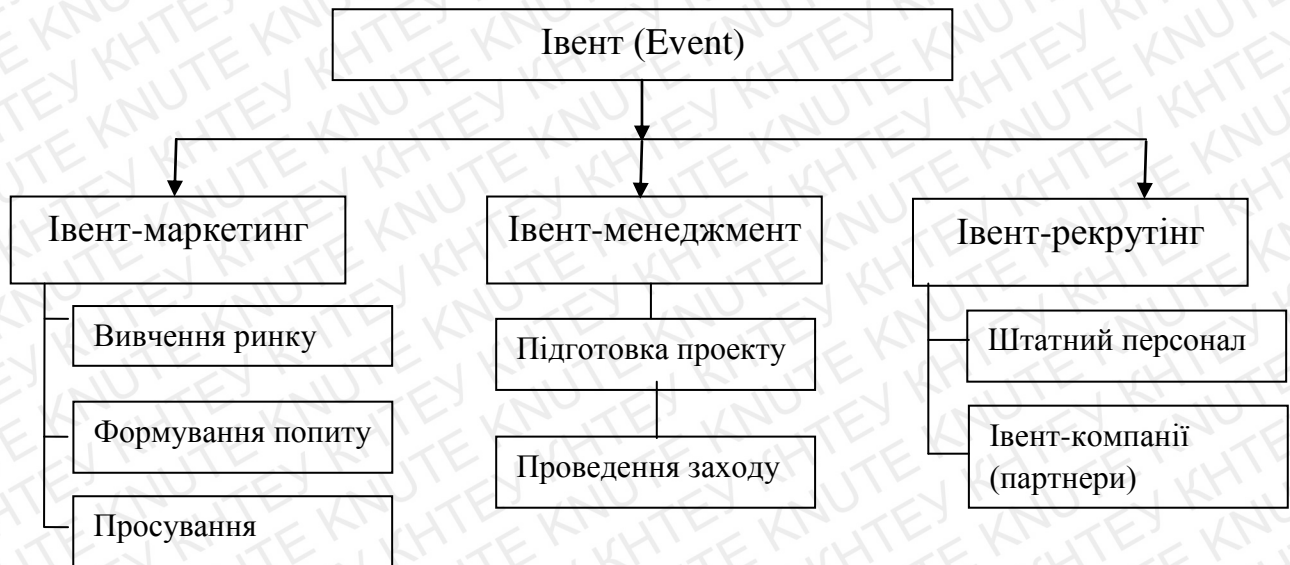 Івент (Event)
Івент-маркетинг
Вивчення ринку
Формування попиту
Просування
Івент-менеджмент
Підготовка проекту
Проведення заходу
Івент-рекрутінг
Штатний персонал
Івент-компанії
(партнери)